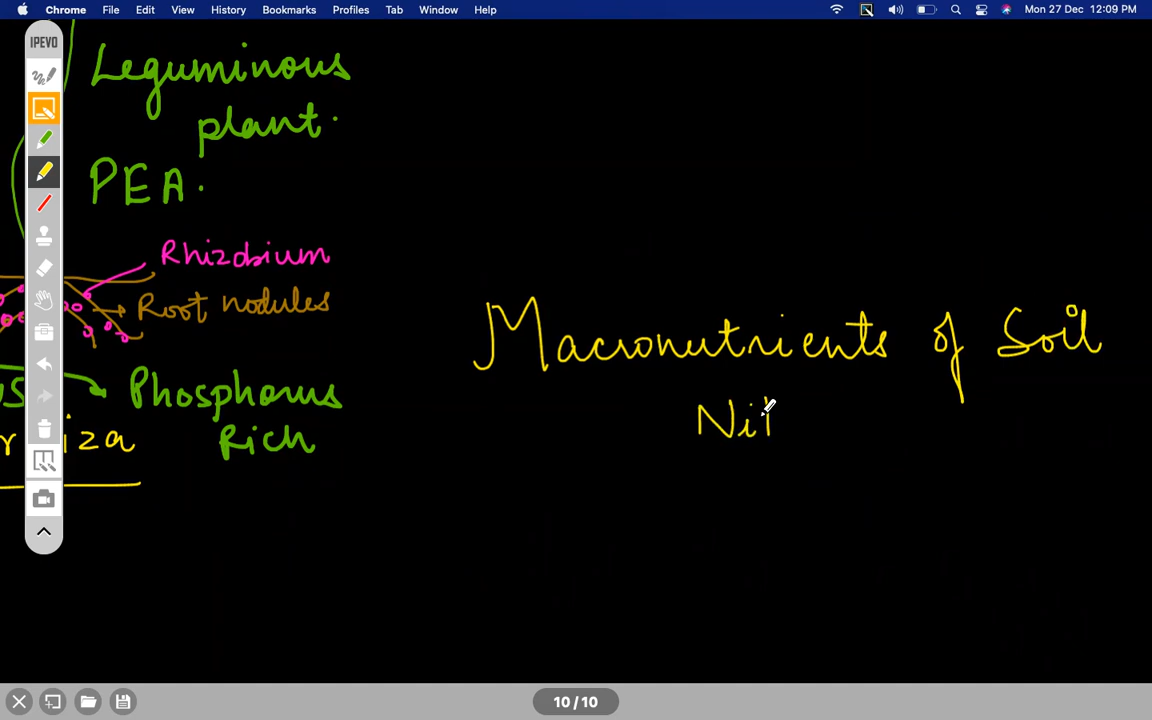 Chrome File Edit View History Bookmarks Profiles Tab Window Help Mon 27 Dec 12:09 PM
IPEVO
Leguminous
plant.
PEA.
Rhizobium
Root nodules
Phosphorus
Rich
Macronutrients of Soil
Nit
10/10